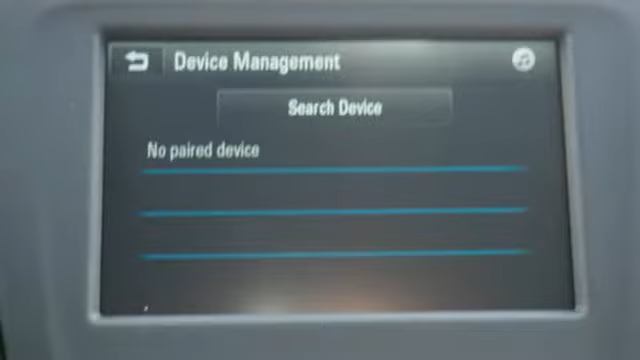 Device Management
Search Device
No paired device